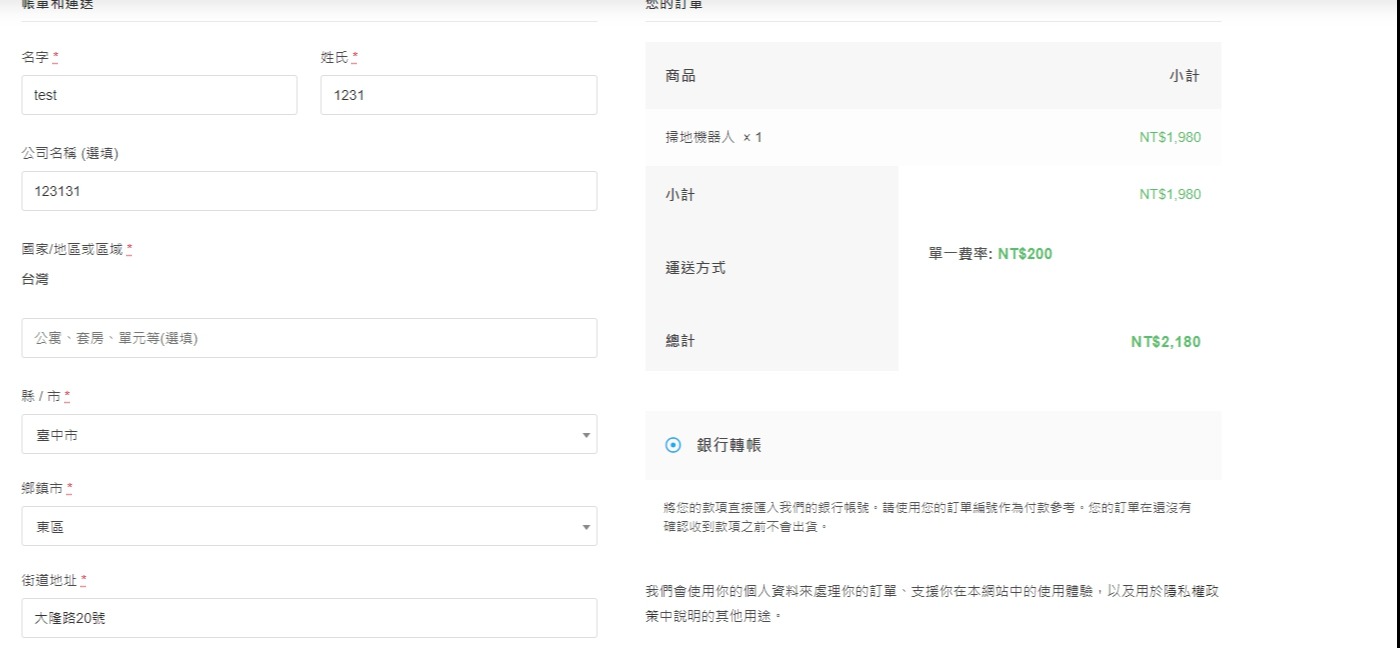 帳單和運送
名字 *
姓氏 *
test
1231
公司名稱 (選填)
123131
國家/地區或區域 *
台灣
公寓、套房、單元等(選填)
縣 / 市 *
臺中市
鄉鎮市 *
東區
街道地址 *
大隆路20號
您的訂單
商品 小計
掃地機器人 × 1 NT$1,980
小計 NT$1,980
運送方式 單一費率: NT$200
總計 NT$2,180
銀行轉帳
將您的款項直接匯入我們的銀行帳號。請使用您的訂單編號作為付款參考。您的訂單在還沒有
確認收到款項之前不會出貨。
我們會使用你的個人資料來處理你的訂單、支援你在本網站中的使用體驗，以及用於隱私權政
策中說明的其他用途。